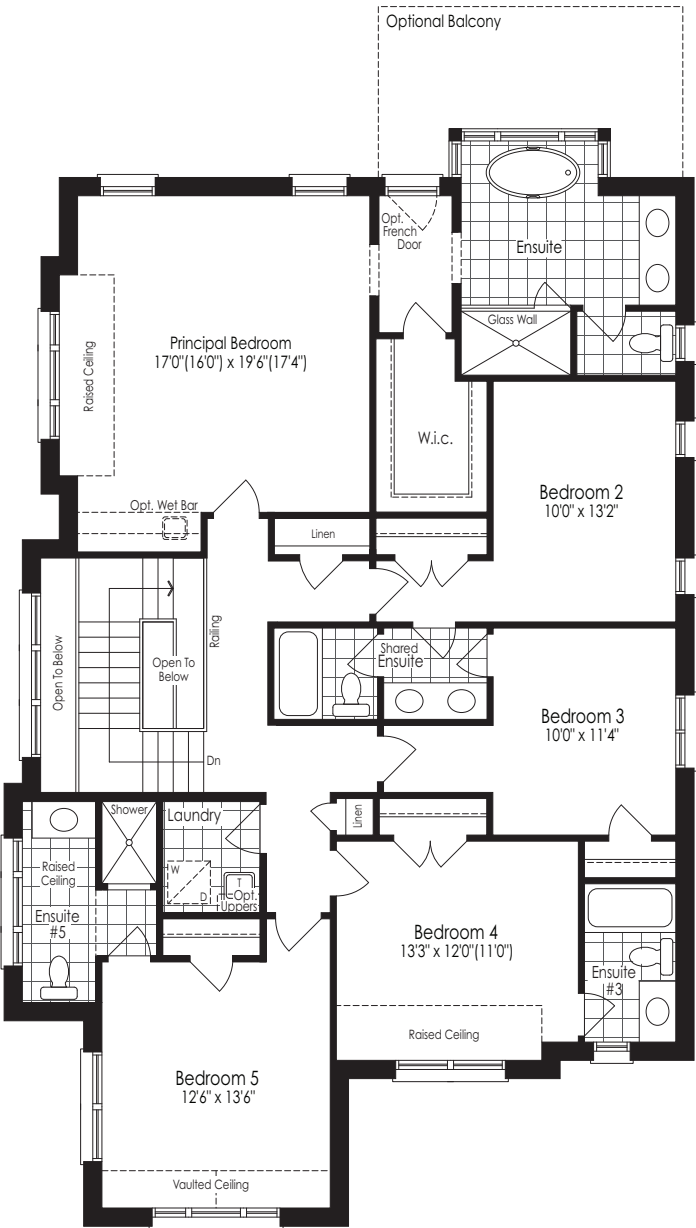 Optional Balcony
Opt.
French
Door
Ensuite
Glass Wall
Principal Bedroom
17'0"(16'0") x 19'6"(17'4")
Raised Ceiling
W.i.c.
Opt. Wet Bar
Linen
Bedroom 2
10'0" x 13'2"
Open To Below
Open To
Below
Railing
Dn
Shared
Ensuite
Bedroom 3
10'0" x 11'4"
Linen
Shower
Laundry
W
D
T
Opt.
Uppers
Raised
Ceiling
Ensuite
#5
Bedroom 4
13'3" x 12'0"(11'0")
Raised Ceiling
Ensuite
#3
Bedroom 5
12'6" x 13'6"
Vaulted Ceiling